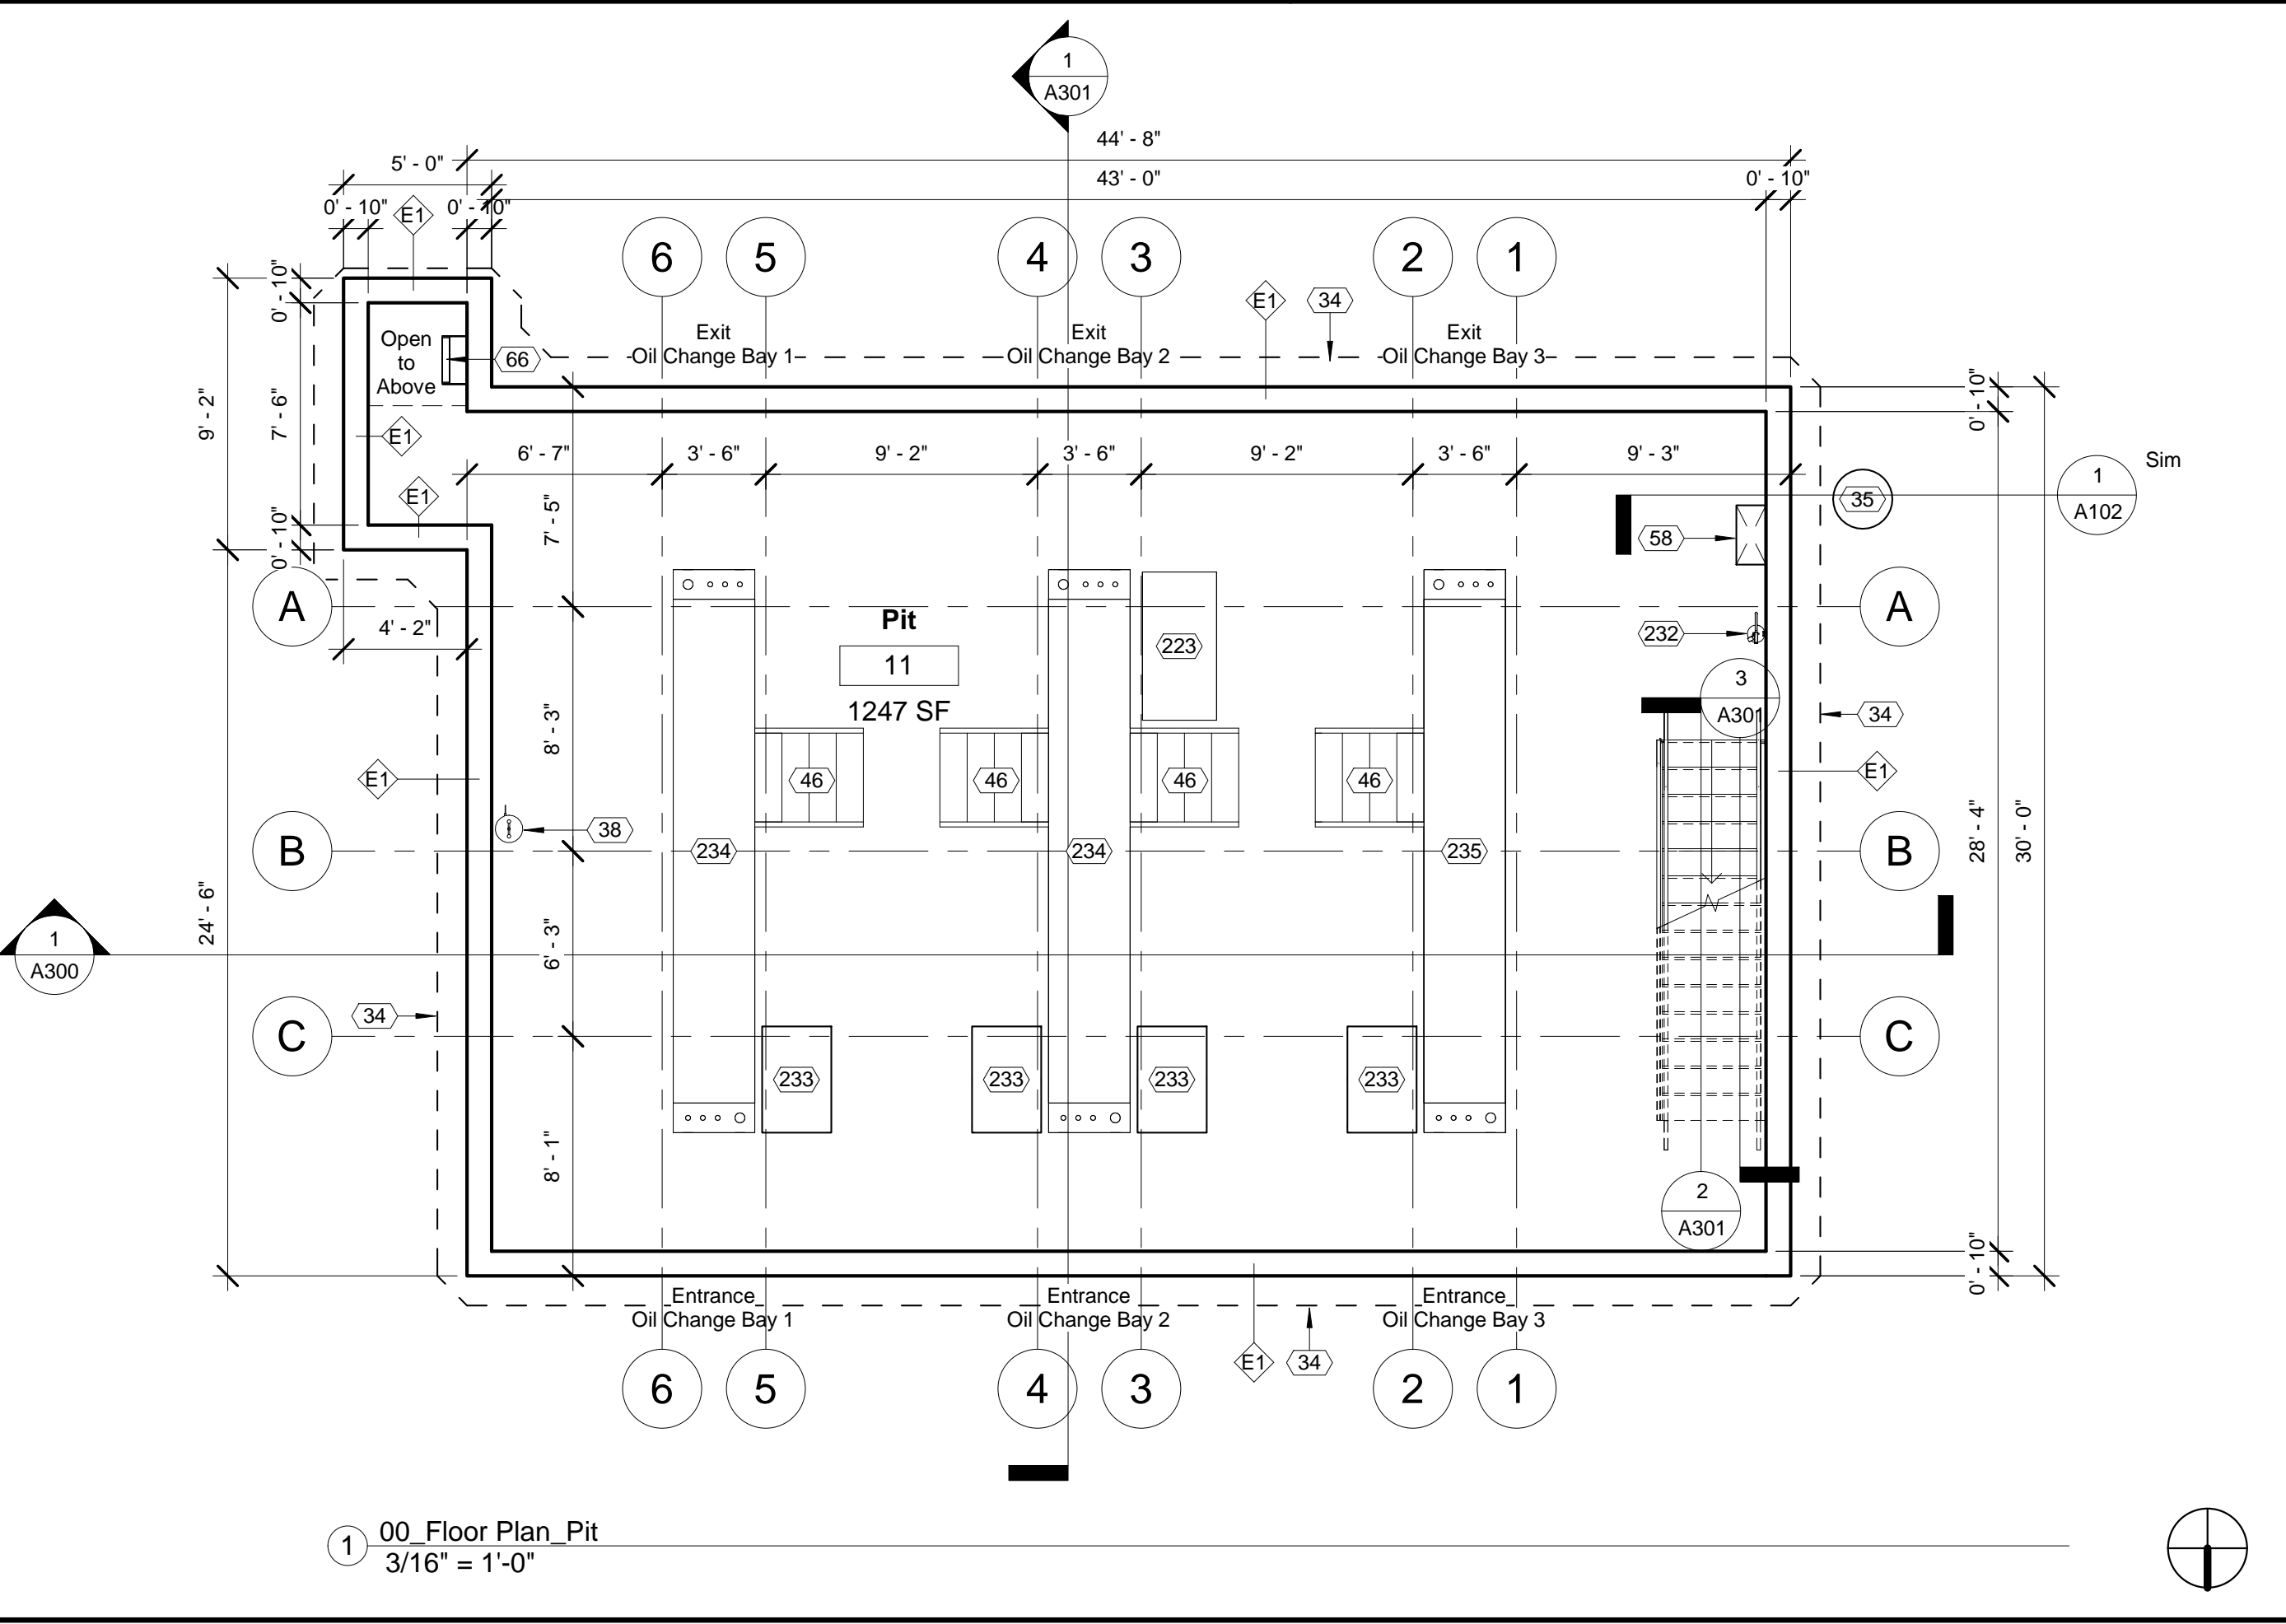 1
A301
44' - 8"
5' - 0"
43' - 0"
0' - 10"
0' - 10"
E1
0' - 10"
6
5
4
3
2
1
0' - 10"
E1
34
Exit
Oil Change Bay 1
Exit
Oil Change Bay 2
Exit
Oil Change Bay 3
Open
to
Above
66
9' - 2"
7' - 6"
0' - 10"
E1
6' - 7"
3' - 6"
9' - 2"
3' - 6"
9' - 2"
3' - 6"
9' - 3"
Sim
1
A102
35
E1
7' - 5"
58
0' - 10"
A
A
4' - 2"
Pit
11
1247 SF
223
232
3
A301
34
8' - 3"
E1
46
46
46
46
E1
38
B
234
234
235
B
28' - 4"
30' - 0"
24' - 6"
1
A300
6' - 3"
34
C
C
233
233
233
233
8' - 1"
2
A301
0' - 10"
Entrance
Oil Change Bay 1
Entrance
Oil Change Bay 2
Entrance
Oil Change Bay 3
E1
34
6
5
4
3
2
1
1
00_Floor Plan_Pit
3/16" = 1'-0"